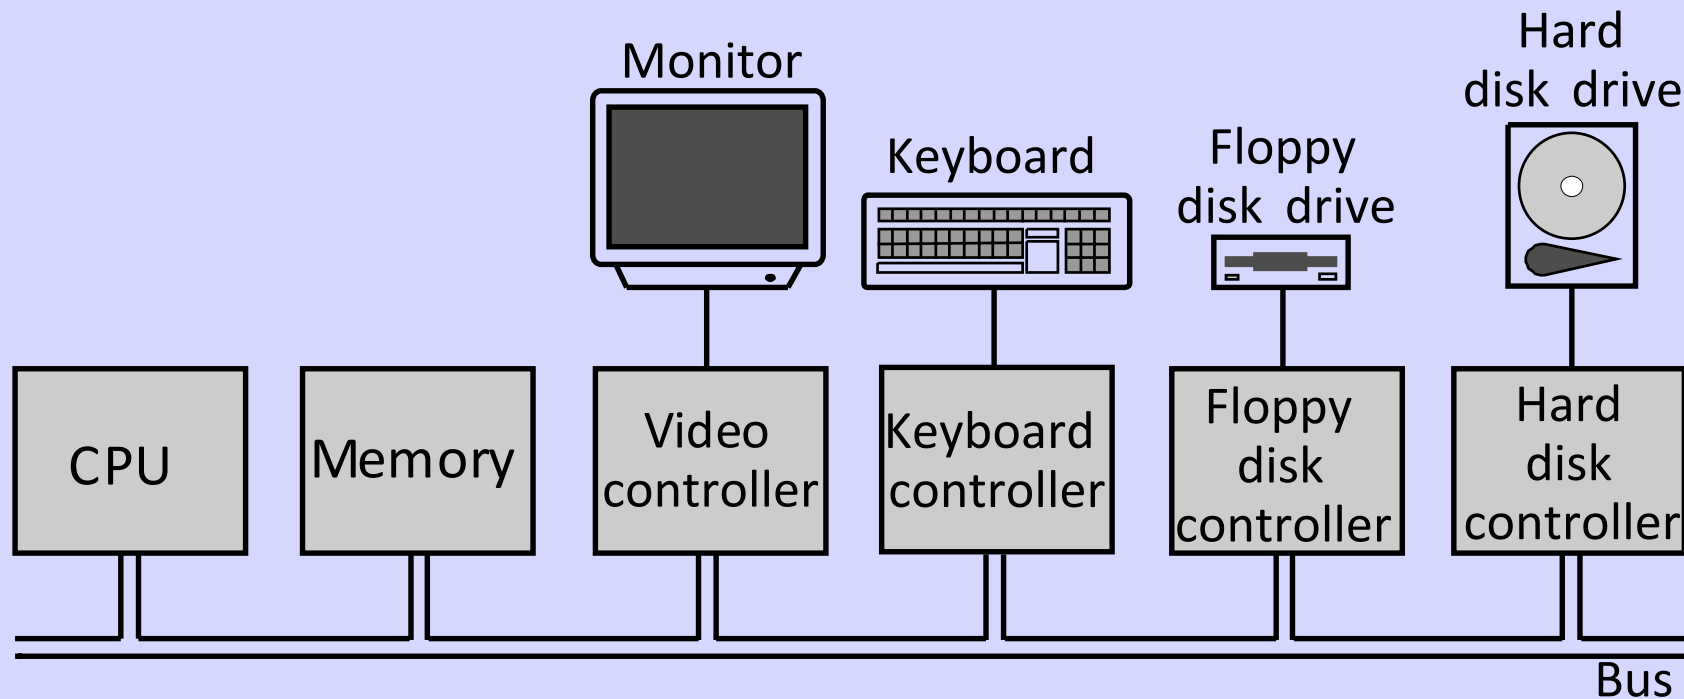 Monitor
Keyboard
Floppy
disk drive
Hard
disk drive
CPU
Memory
Video
controller
Keyboard
controller
Floppy
disk
controller
Hard
disk
controller
Bus